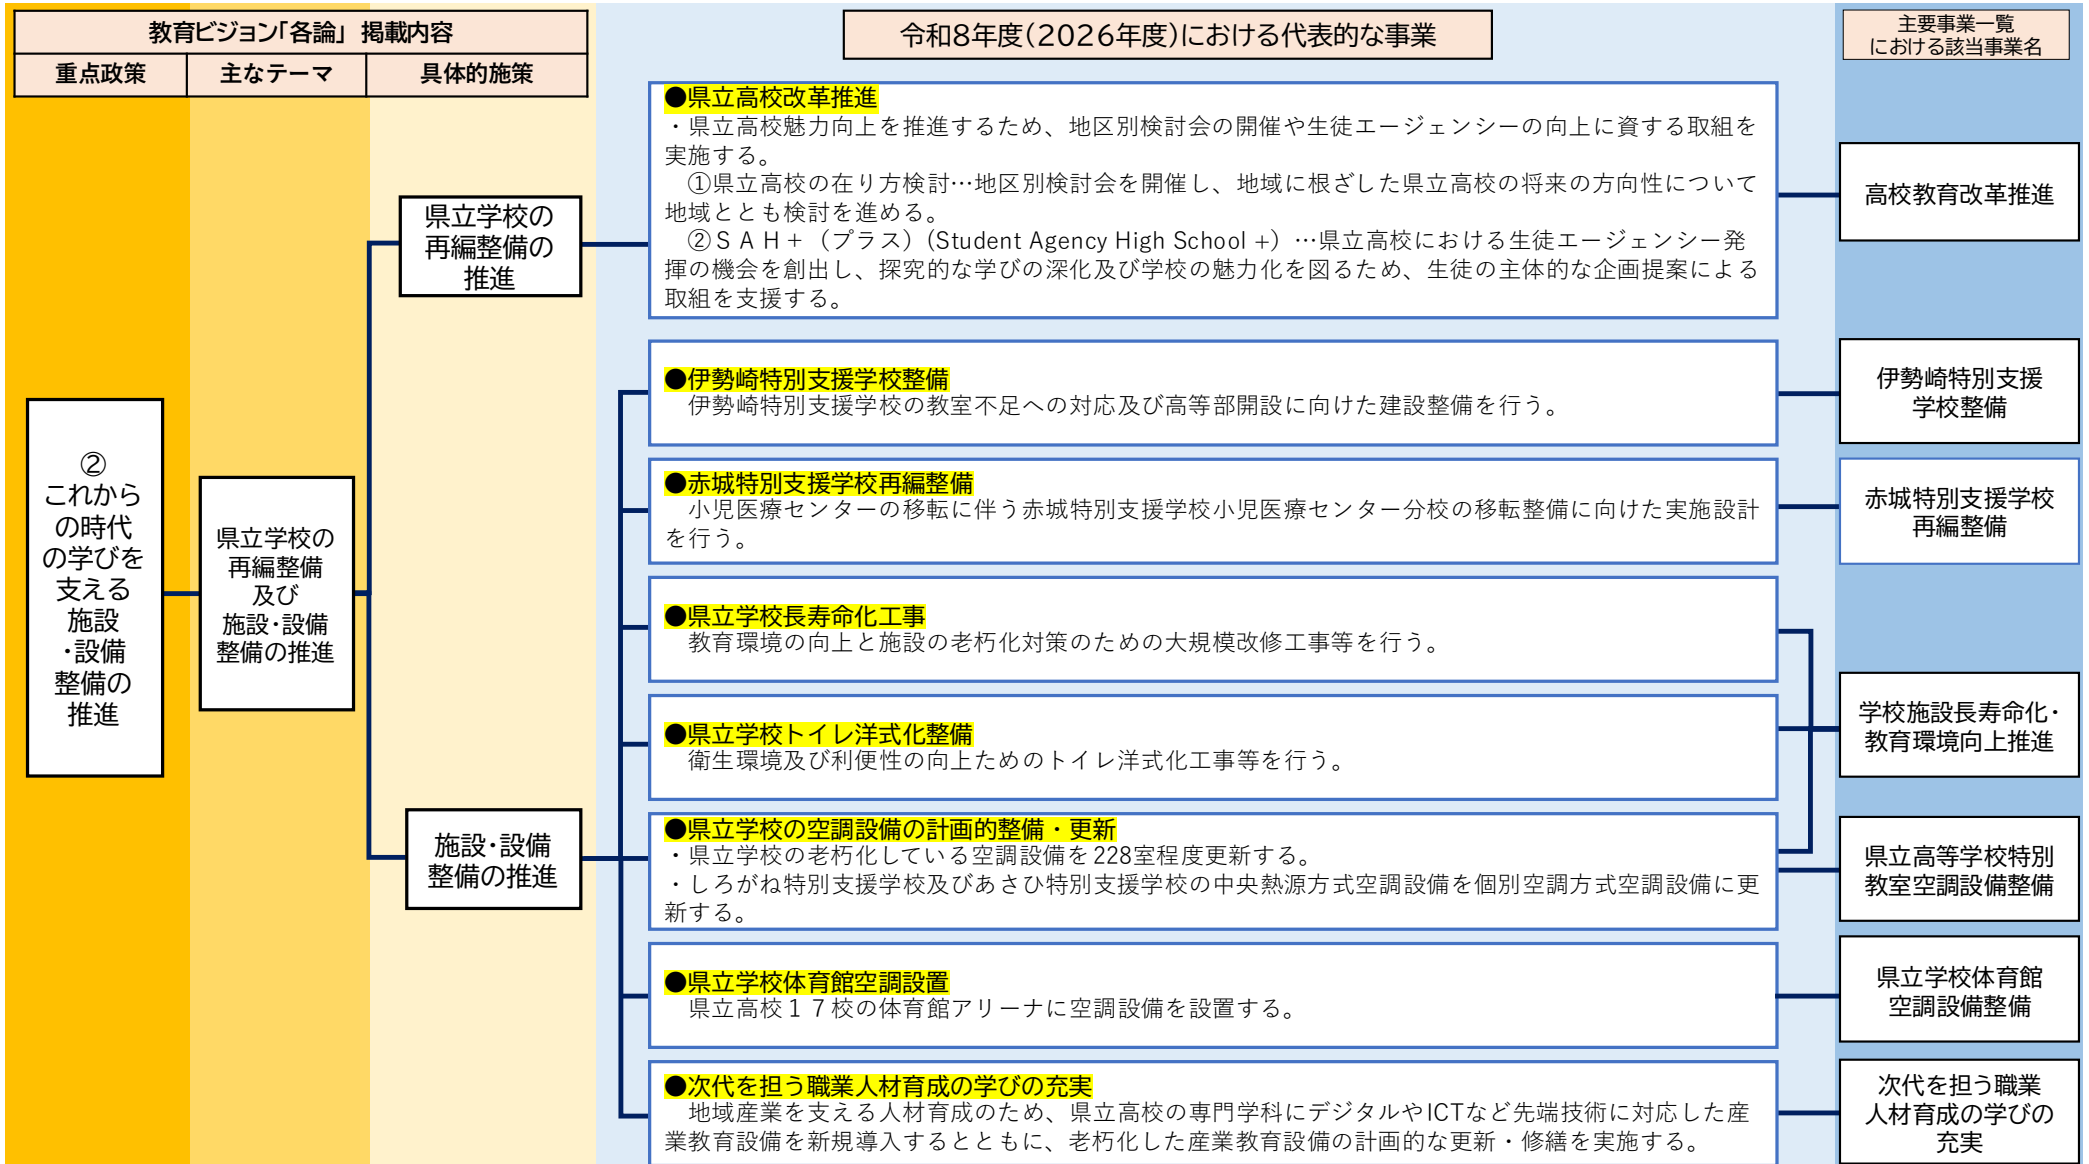 教育ビジョン「各論」 掲載内容
重点政策
主なテーマ
具体的施策
令和8年度(2026年度)における代表的な事業
主要事業一覧
における該当事業名
②
これから
の時代
の学びを
支える
施設
・設備
整備の
推進
県立学校の
再編整備
及び
施設・設備
整備の推進
県立学校の
再編整備の
推進
●県立高校改革推進
・県立高校魅力向上を推進するため、地区別検討会の開催や生徒エージェンシーの向上に資する取組を
実施する。
①県立高校の在り方検討…地区別検討会を開催し、地域に根ざした県立高校の将来の方向性について
地域ととも検討を進める。
②ＳＡＨ＋（プラス）(Student Agency High School +）…県立高校における生徒エージェンシー発
揮の機会を創出し、探究的な学びの深化及び学校の魅力化を図るため、生徒の主体的な企画提案による
取組を支援する。
高校教育改革推進
施設・設備
整備の推進
●伊勢崎特別支援学校整備
伊勢崎特別支援学校の教室不足への対応及び高等部開設に向けた建設整備を行う。
伊勢崎特別支援
学校整備
●赤城特別支援学校再編整備
小児医療センターの移転に伴う赤城特別支援学校小児医療センター分校の移転整備に向けた実施設計
を行う。
赤城特別支援学校
再編整備
●県立学校長寿命化工事
教育環境の向上と施設の老朽化対策のための大規模改修工事等を行う。
●県立学校トイレ洋式化整備
衛生環境及び利便性の向上ためのトイレ洋式化工事等を行う。
学校施設長寿命化・
教育環境向上推進
●県立学校の空調設備の計画的整備・更新
・県立学校の老朽化している空調設備を228室程度更新する。
・しろがね特別支援学校及びあさひ特別支援学校の中央熱源方式空調設備を個別空調方式空調設備に更
新する。
県立高等学校特別
教室空調設備整備
●県立学校体育館空調設置
県立高校１７校の体育館アリーナに空調設備を設置する。
県立学校体育館
空調設備整備
●次代を担う職業人材育成の学びの充実
地域産業を支える人材育成のため、県立高校の専門学科にデジタルやICTなど先端技術に対応した産
業教育設備を新規導入するとともに、老朽化した産業教育設備の計画的な更新・修繕を実施する。
次代を担う職業
人材育成の学びの
充実